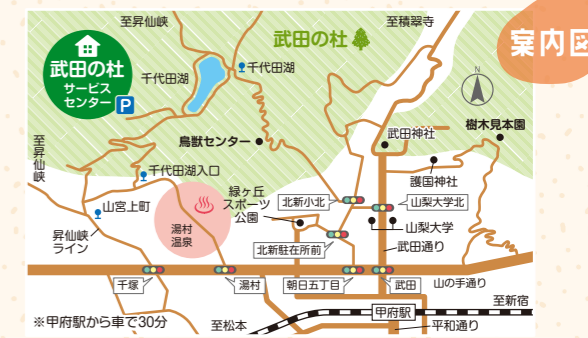 案内図
至昇仙峡
至積翠寺
武田の杜
武田の杜
サービス
センター
P
千代田湖
千代田湖
N
鳥獣センター
武田神社
樹木見本園
至昇仙峡
千代田湖入口
護国神社
山宮上町
緑ヶ丘
スポーツ
公園
北新小北
山梨大学北
昇仙峡
ライン
湯村
温泉
山梨大学
北新駐在所前
武田通り
千塚
湯村
朝日五丁目
武田
山の手通り
至新宿
※甲府駅から車で30分
至松本
甲府駅
平和通り